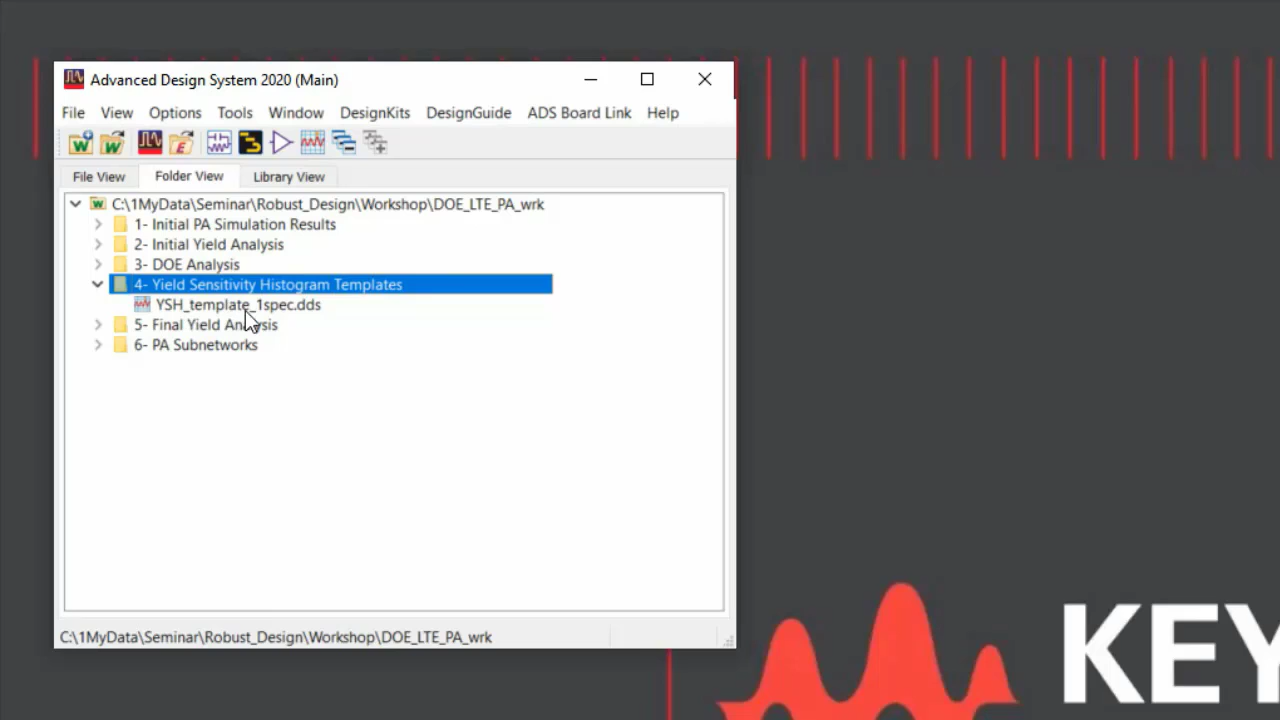 Advanced Design System 2020 (Main)
File View Options Tools Window DesignKits DesignGuide ADS Board Link Help
File View Folder View Library View
C:\1MyData\Seminar\Robust_Design\Workshop\DOE_LTE_PA_wrk
1- Initial PA Simulation Results
2- Initial Yield Analysis
3- DOE Analysis
4- Yield Sensitivity Histogram Templates
YSH_template_1spec.dds
5- Final Yield Analysis
6- PA Subnetworks
C:\1MyData\Seminar\Robust_Design\Workshop\DOE_LTE_PA_wrk
KEY